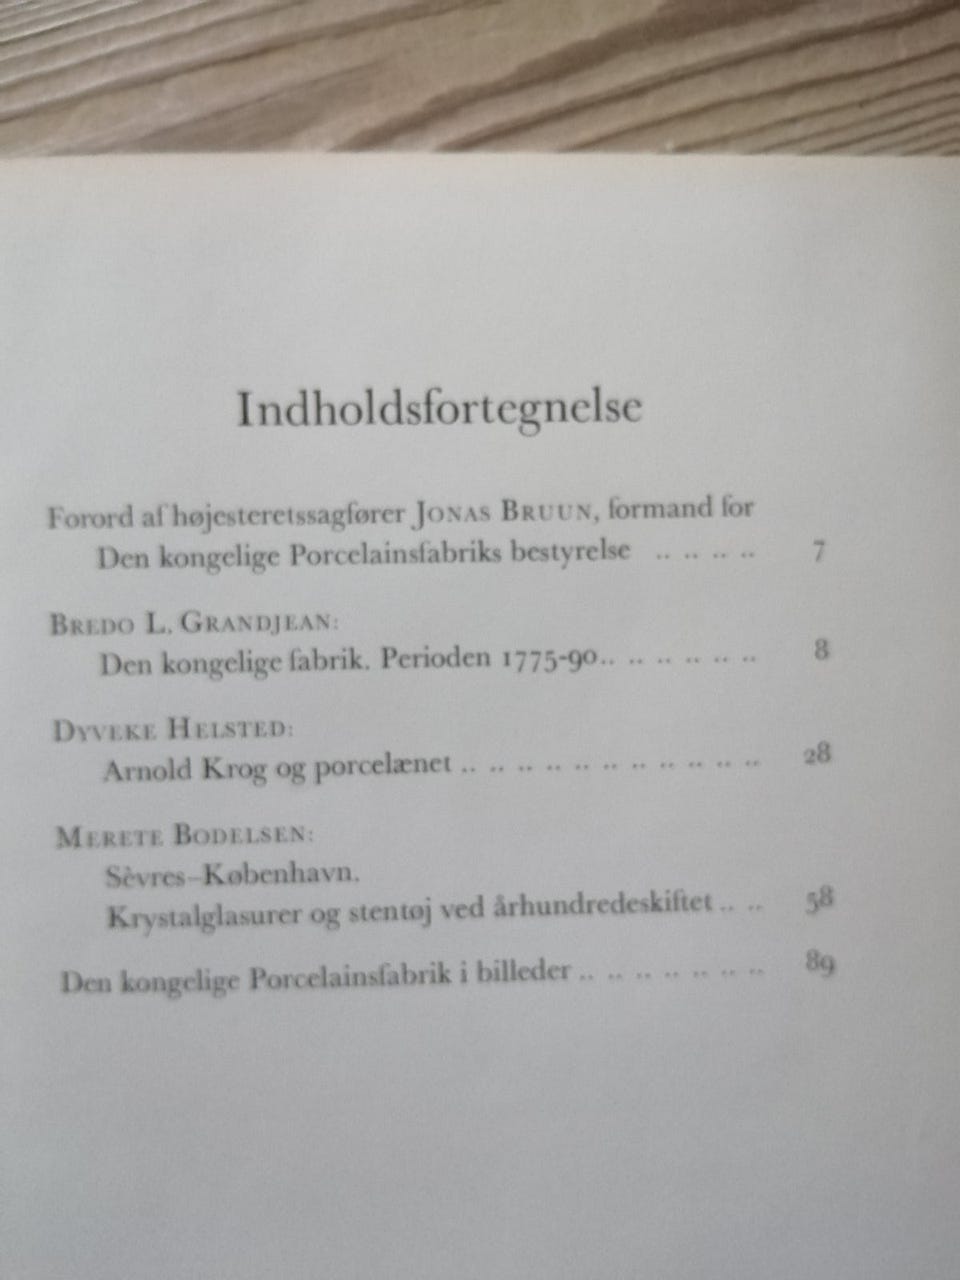 Indholdsfortegnelse
Forord af højesteretssagfører JONAS BRUUN, formand for
Den kongelige Porcelainsfabriks bestyrelse .. .. .. .. 7
BREDO L. GRANDJEAN:
Den kongelige fabrik. Perioden 1775-90.. .. .. .. .. .. 8
DYVEKE HELSTED:
Arnold Krog og porcelænet .. .. .. .. .. .. .. .. .. .. .. 28
MERETE BODELSEN:
Sèvres–København.
Krystalglasurer og stentøj ved århundredeskiftet .. .. 58
Den kongelige Porcelainsfabrik i billeder .. .. .. .. .. .. .. 89